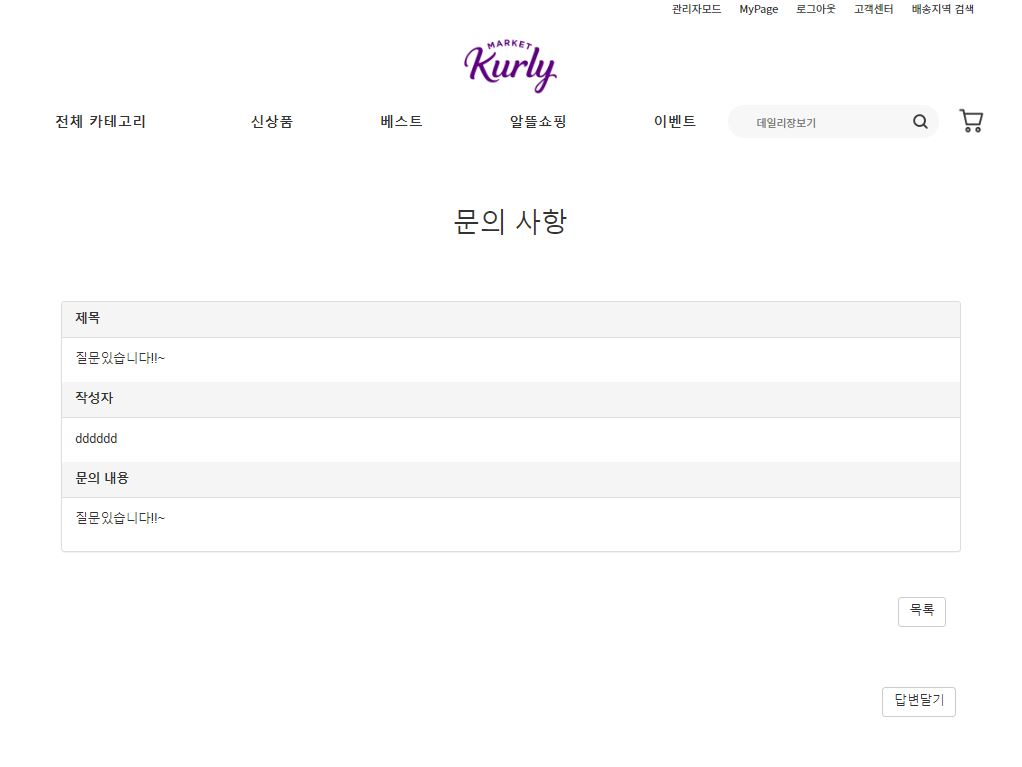 관리자모드 MyPage 로그아웃 고객센터 배송지역 검색
MARKET
Kurly
전체 카테고리 신상품 베스트 알뜰쇼핑 이벤트 데일리장보기
문의 사항
제목
질문있습니다!!~
작성자
dddddd
문의 내용
질문있습니다!!~
목록
답변달기